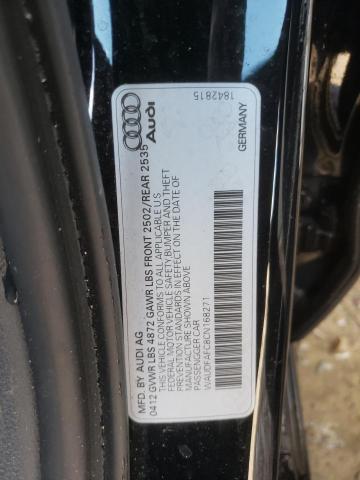 Audi
1842815
GERMANY
MFD. BY AUDI AG
04 12 GVWR LBS 4872 GAWR LBS FRONT 2502/REAR 2535
THIS VEHICLE CONFORMS TO ALL APPLICABLE U.S.
FEDERAL MOTOR VEHICLE SAFETY BUMPER AND THEFT
PREVENTION STANDARDS IN EFFECT ON THE DATE OF
MANUFACTURE SHOWN ABOVE
PASSENGER CAR
WAUDFAFC8CN168271